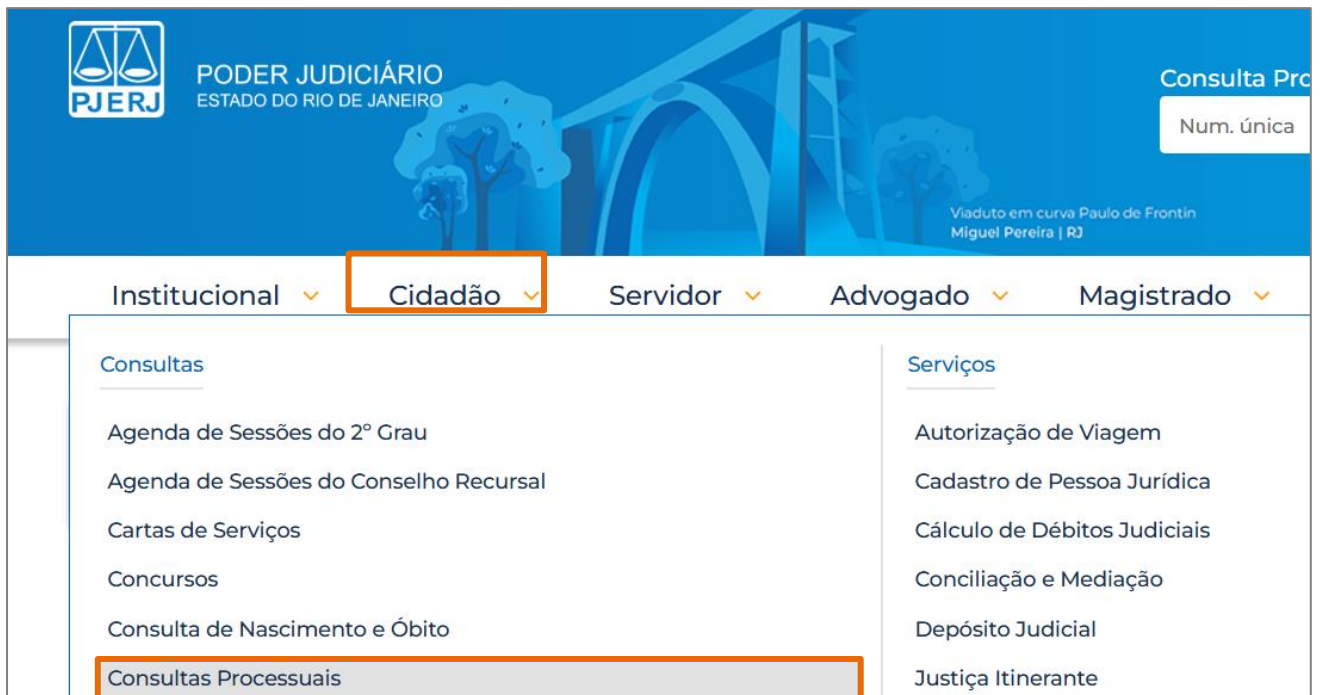 PJERJ
PODER JUDICIÁRIO
ESTADO DO RIO DE JANEIRO
Consulta
Num. única
Viaduto em curva Paulo de Frontin
Miguel Pereira | RJ
Institucional
Cidadão
Servidor
Advogado
Magistrado
Consultas
Agenda de Sessões do 2º Grau
Agenda de Sessões do Conselho Recursal
Cartas de Serviços
Concursos
Consulta de Nascimento e Óbito
Consultas Processuais
Serviços
Autorização de Viagem
Cadastro de Pessoa Jurídica
Cálculo de Débitos Judiciais
Conciliação e Mediação
Depósito Judicial
Justiça Itinerante